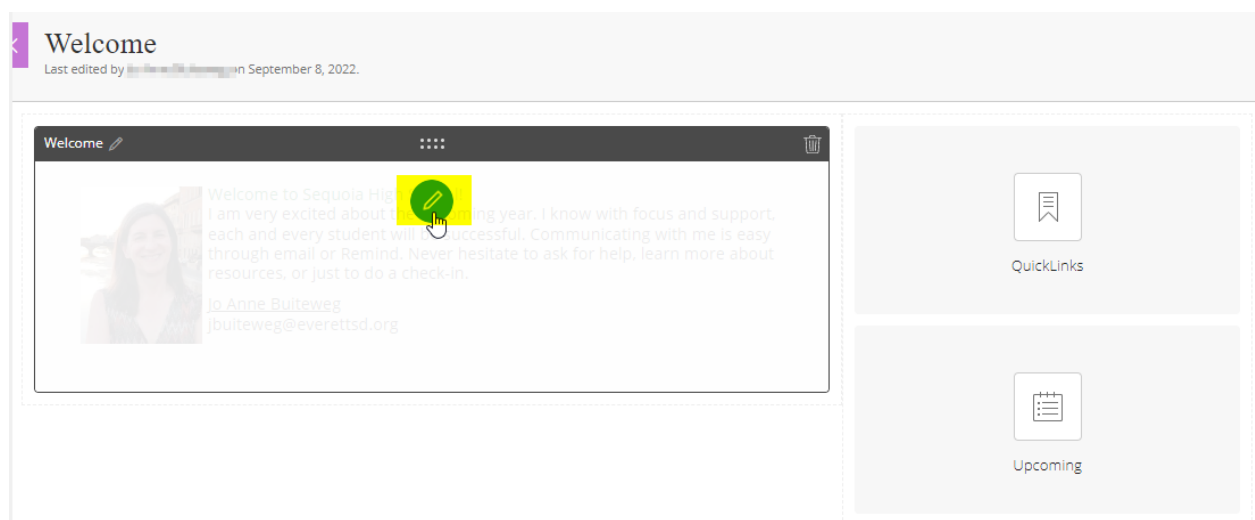 Welcome
Last edited by on September 8, 2022.
Welcome
Welcome to Sequoia High
I am very excited about the coming year. I know with focus and support,
each and every student will be successful. Communicating with me is easy
through email or Remind. Never hesitate to ask for help, learn more about
resources, or just to do a check-in.
Jo Anne Buiteweg
jbuiteweg@everettsd.org
QuickLinks
Upcoming